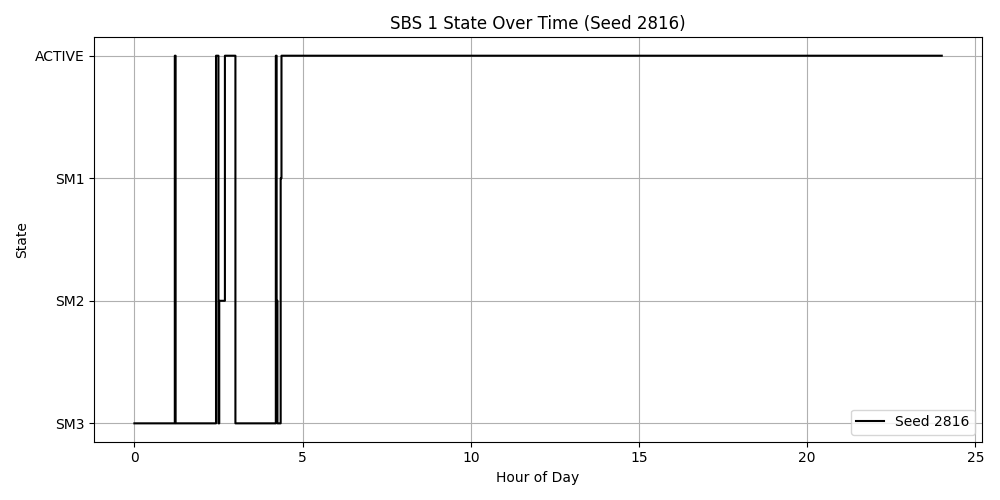 SBS 1 State Over Time (Seed 2816)
ACTIVE
SM1
SM2
SM3
State
0 5 10 15 20 25
Hour of Day
Seed 2816